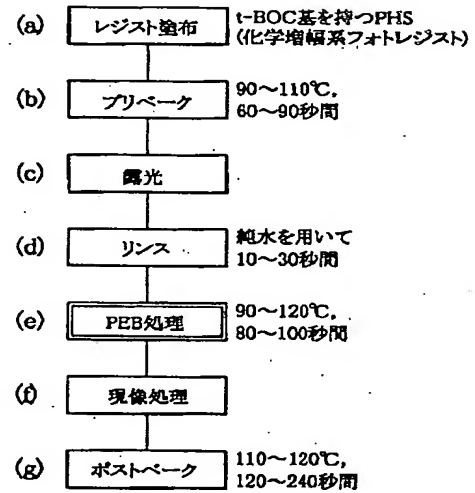 (a) レジスト塗布 t-BOC基を持つPHS
(化学増幅系フォトレジスト)
(b) プリベーク 90～110℃,
60～90秒間
(c) 露光
(d) リンス 純水を用いて
10～30秒間
(e) PEB処理 90～120℃,
80～100秒間
(f) 現像処理
(g) ポストベーク 110～120℃,
120～240秒間